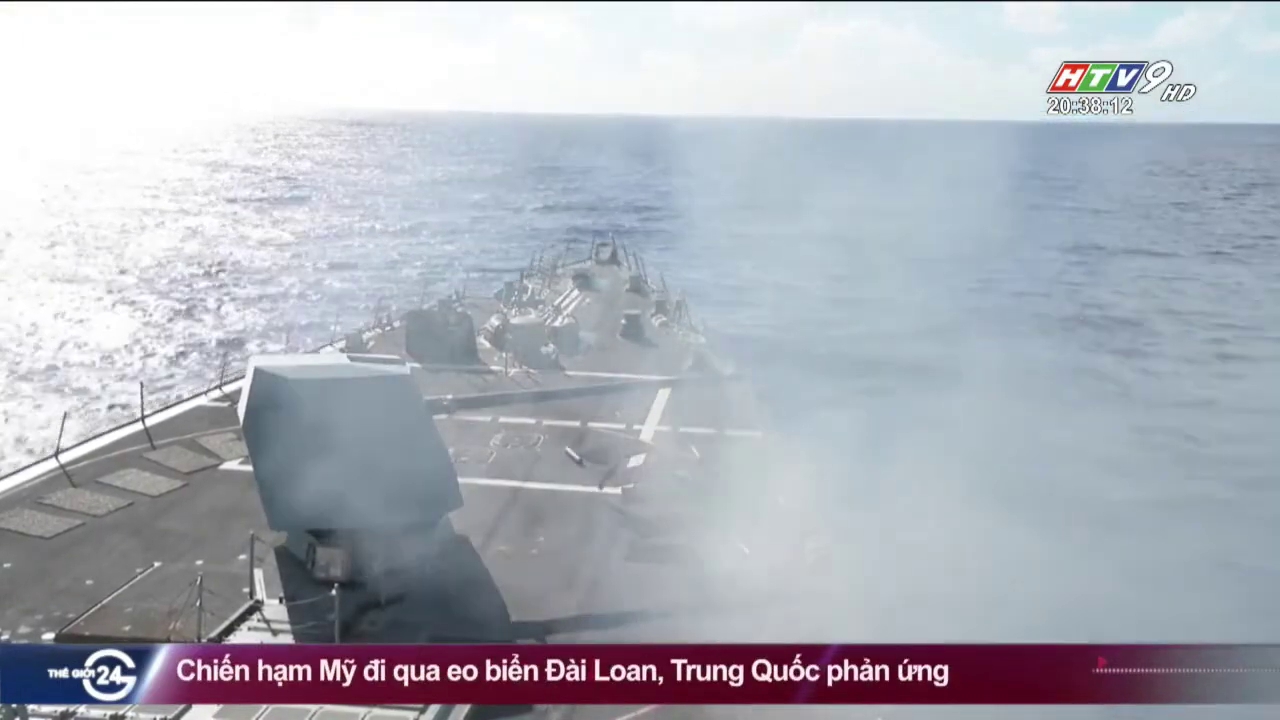 HTV9 HD
20:38:12
THẾ GIỚI 24G
Chiến hạm Mỹ đi qua eo biển Đài Loan, Trung Quốc phản ứng